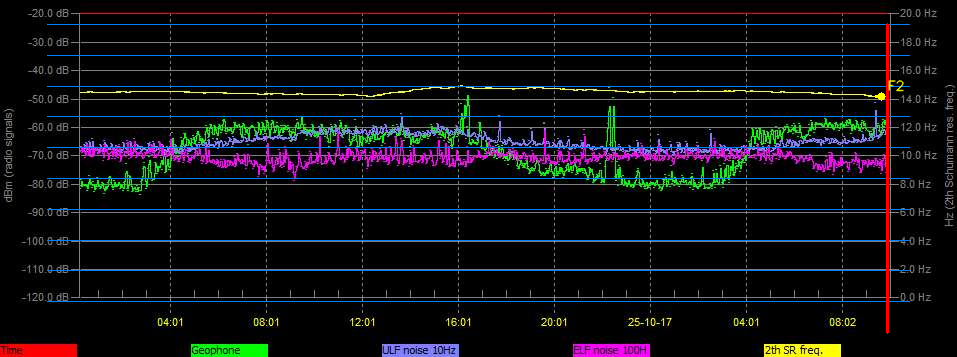 -20.0 dB 20.0 Hz
-30.0 dB 18.0 Hz
-40.0 dB 16.0 Hz
-50.0 dB 14.0 Hz
F2
-60.0 dB 12.0 Hz
-70.0 dB 10.0 Hz
-80.0 dB 8.0 Hz
-90.0 dB 6.0 Hz
-100.0 dB 4.0 Hz
-110.0 dB 2.0 Hz
-120.0 dB 0.0 Hz
dBm (radio signals)
Hz (2th Schumann res. freq.)
04:01 08:01 12:01 16:01 20:01 25-10-17 04:01 08:02
Time Geophone ULF noise 10Hz ELF noise 100H 2th SR freq.